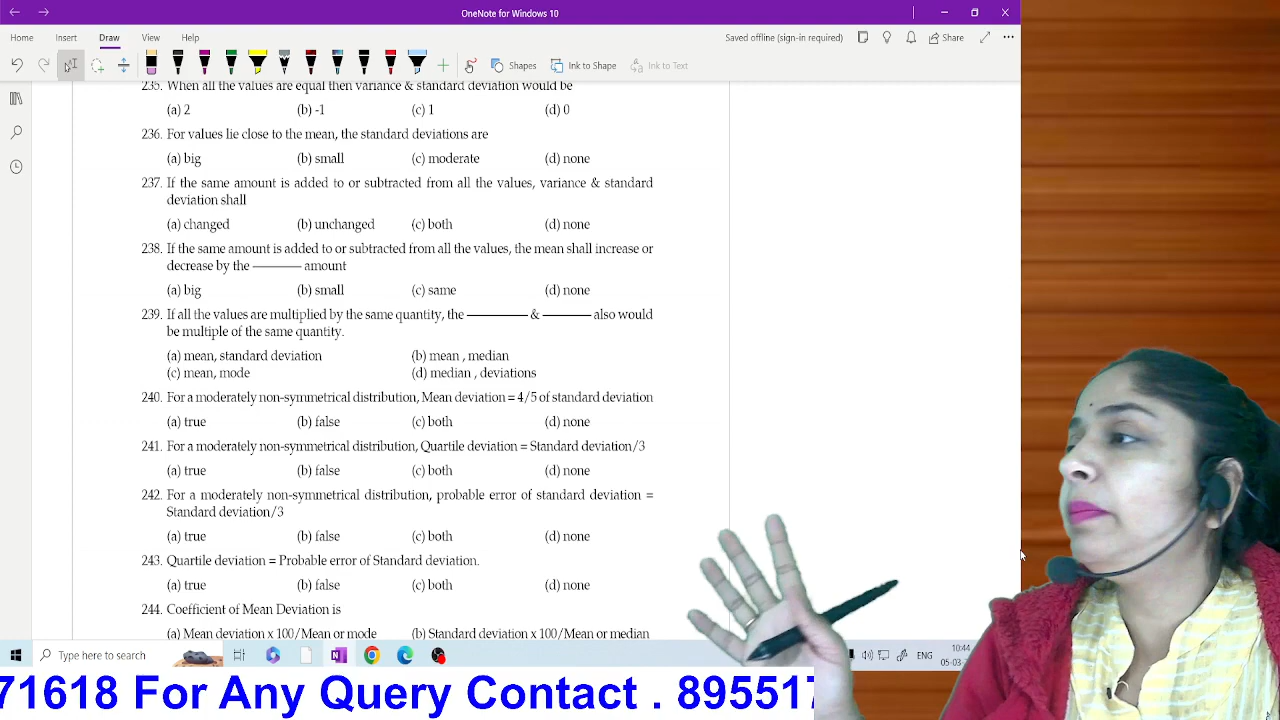 OneNote for Windows 10
Home Insert Draw View Help
Saved offline (sign-in required) Share
Shapes Ink to Shape Ink to Text
235. When all the values are equal then variance & standard deviation would be
(a) 2 (b) -1 (c) 1 (d) 0
236. For values lie close to the mean, the standard deviations are
(a) big (b) small (c) moderate (d) none
237. If the same amount is added to or subtracted from all the values, variance & standard
deviation shall
(a) changed (b) unchanged (c) both (d) none
238. If the same amount is added to or subtracted from all the values, the mean shall increase or
decrease by the ———— amount
(a) big (b) small (c) same (d) none
239. If all the values are multiplied by the same quantity, the ————— & ———— also would
be multiple of the same quantity.
(a) mean, standard deviation (b) mean , median
(c) mean, mode (d) median , deviations
240. For a moderately non-symmetrical distribution, Mean deviation = 4/5 of standard deviation
(a) true (b) false (c) both (d) none
241. For a moderately non-symmetrical distribution, Quartile deviation = Standard deviation/3
(a) true (b) false (c) both (d) none
242. For a moderately non-symmetrical distribution, probable error of standard deviation =
Standard deviation/3
(a) true (b) false (c) both (d) none
243. Quartile deviation = Probable error of Standard deviation.
(a) true (b) false (c) both (d) none
244. Coefficient of Mean Deviation is
(a) Mean deviation x 100/Mean or mode (b) Standard deviation x 100/Mean or median
Type here to search
ENG
10:44
05-03
71618 For Any Query Contact . 895517